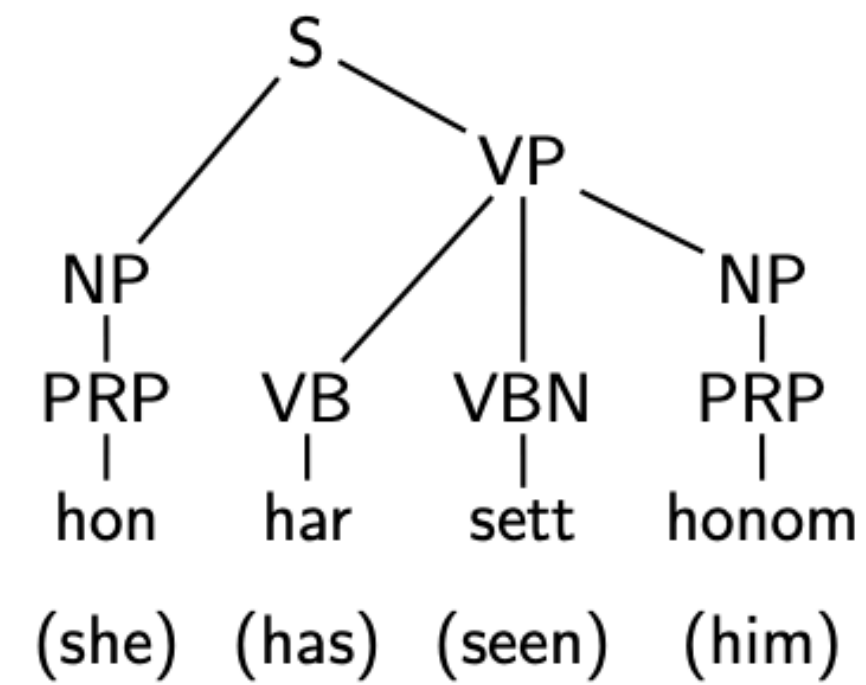 S
VP
NP NP
PRP VB VBN PRP
hon har sett honom
(she) (has) (seen) (him)